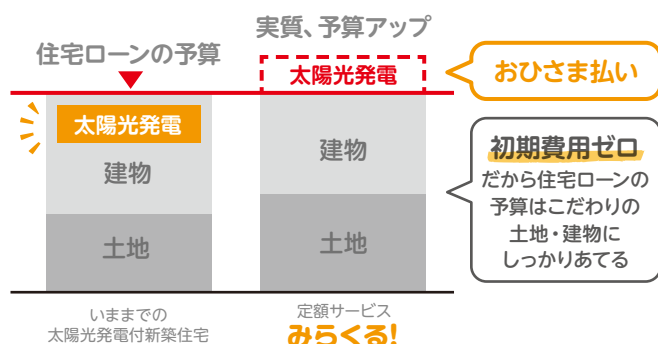 住宅ローンの予算
太陽光発電
建物
土地
いままでの
太陽光発電付新築住宅
実質、予算アップ
太陽光発電
建物
土地
定額サービス
みらくる!
おひさま払い
初期費用ゼロ
だから住宅ローンの
予算はこだわりの
土地・建物に
しっかりあてる